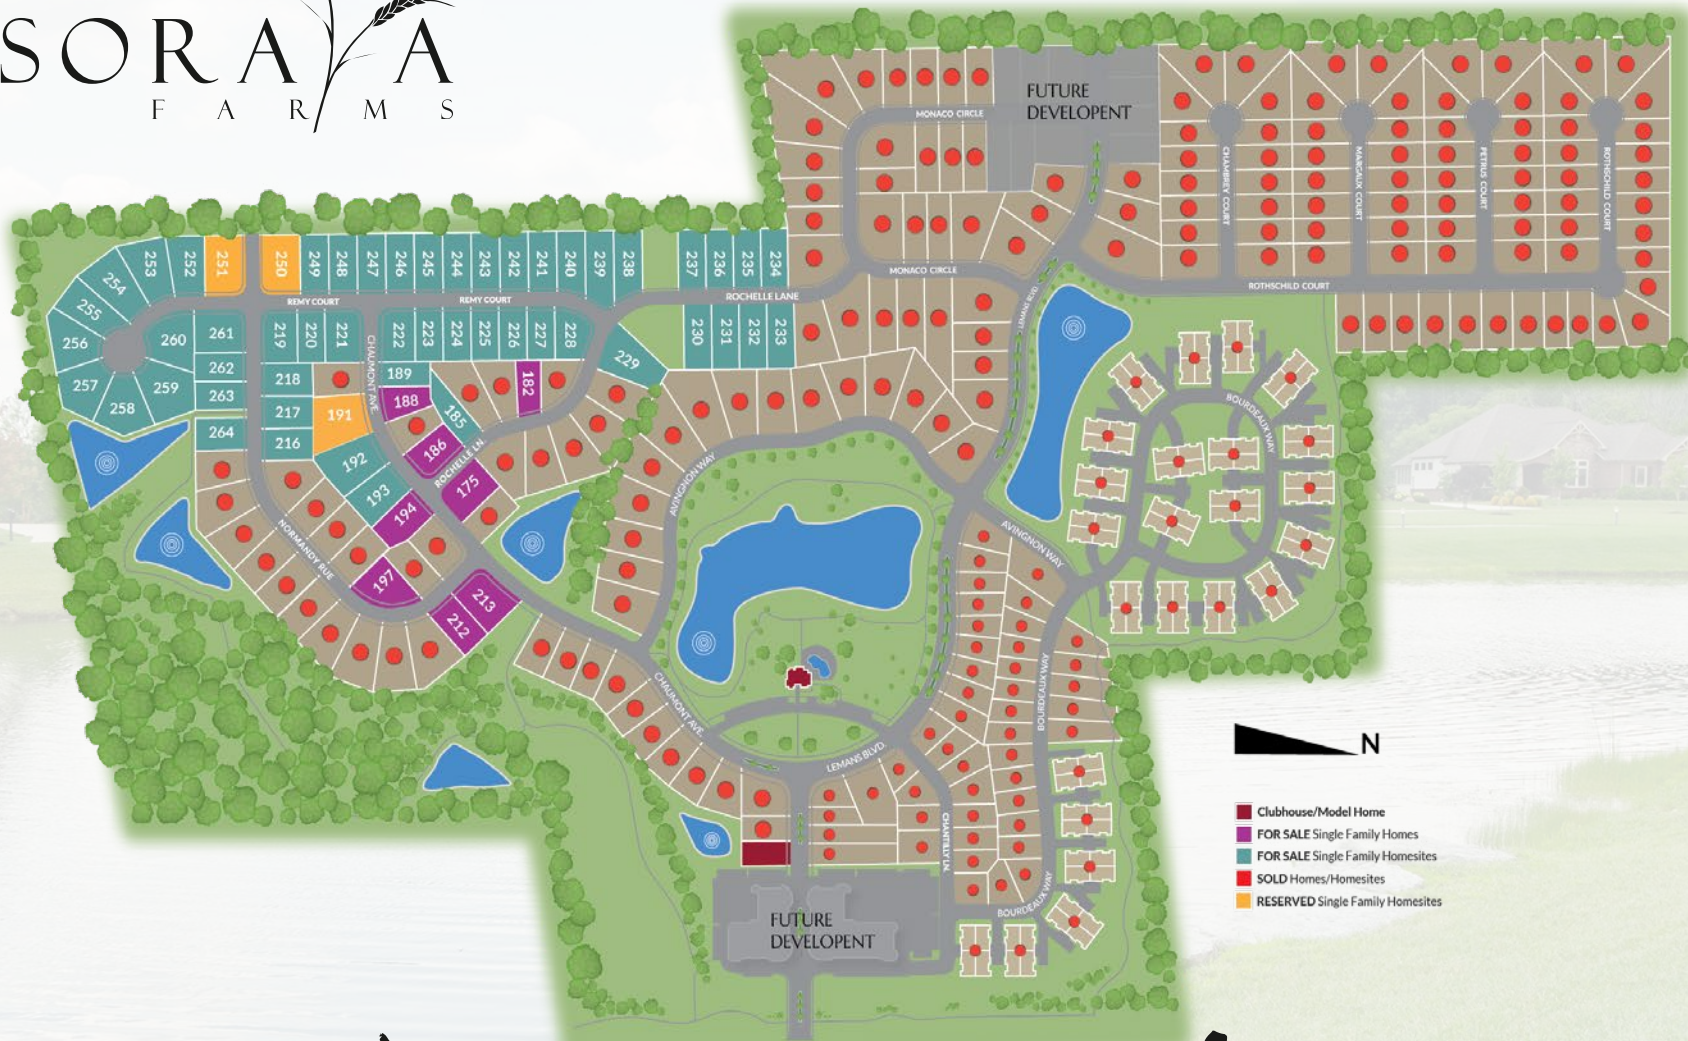 SORAYA
FARMS
FUTURE
DEVELOPENT
MONACO CIRCLE
CHAMBREY COURT
MARGAUX COURT
PETRUS COURT
ROTHSCHILD COURT
253
252
251
250
249
248
247
246
245
244
243
242
241
240
239
238
237
236
235
234
254
255
256
257
258
259
260
261
262
263
264
REMY COURT
REMY COURT
ROCHELLE LANE
MONACO CIRCLE
LEMANS BLVD
ROTHSCHILD COURT
219
220
221
222
223
224
225
226
227
228
229
230
231
232
233
CHAUMONT AVE.
218
217
216
189
188
191
192
193
194
182
185
186
175
197
213
212
ROCHELLE LN.
NORMANDY RUE
AVINGNON WAY
AVINGNON WAY
BOURDEAUX WAY
BOURDEAUX WAY
CHAUMONT AVE.
LEMANS BLVD.
CHANTILLY LN.
BOURDEAUX WAY
FUTURE
DEVELOPENT
N
Clubhouse/Model Home
FOR SALE Single Family Homes
FOR SALE Single Family Homesites
SOLD Homes/Homesites
RESERVED Single Family Homesites